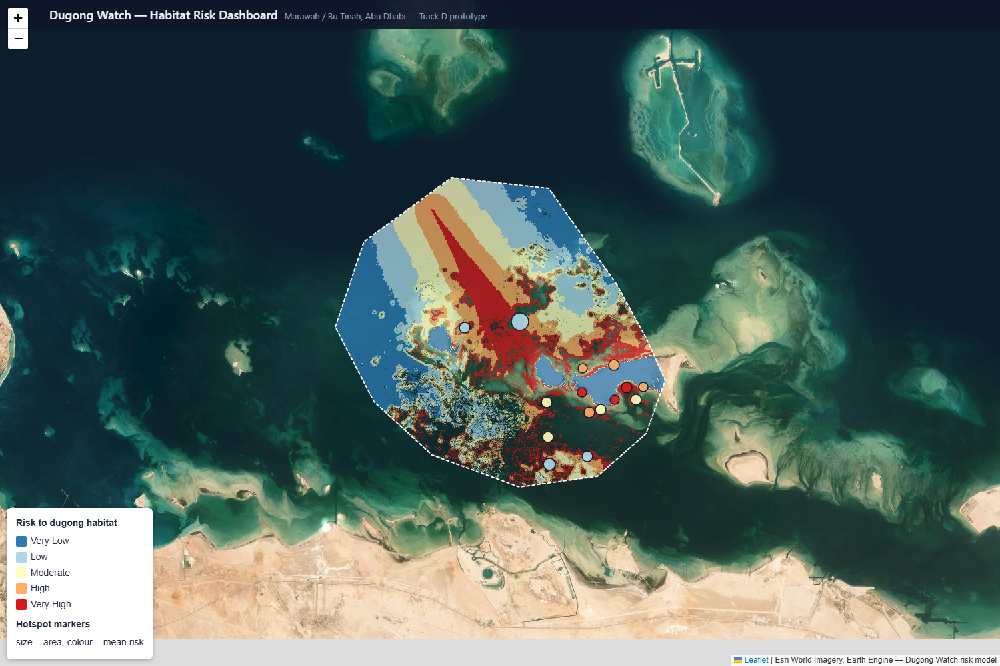 +
−
Dugong Watch — Habitat Risk Dashboard Marawah / Bu Tinah, Abu Dhabi — Track D prototype
Risk to dugong habitat
Very Low
Low
Moderate
High
Very High
Hotspot markers
size = area, colour = mean risk
Leaflet | Esri World Imagery, Earth Engine — Dugong Watch risk model